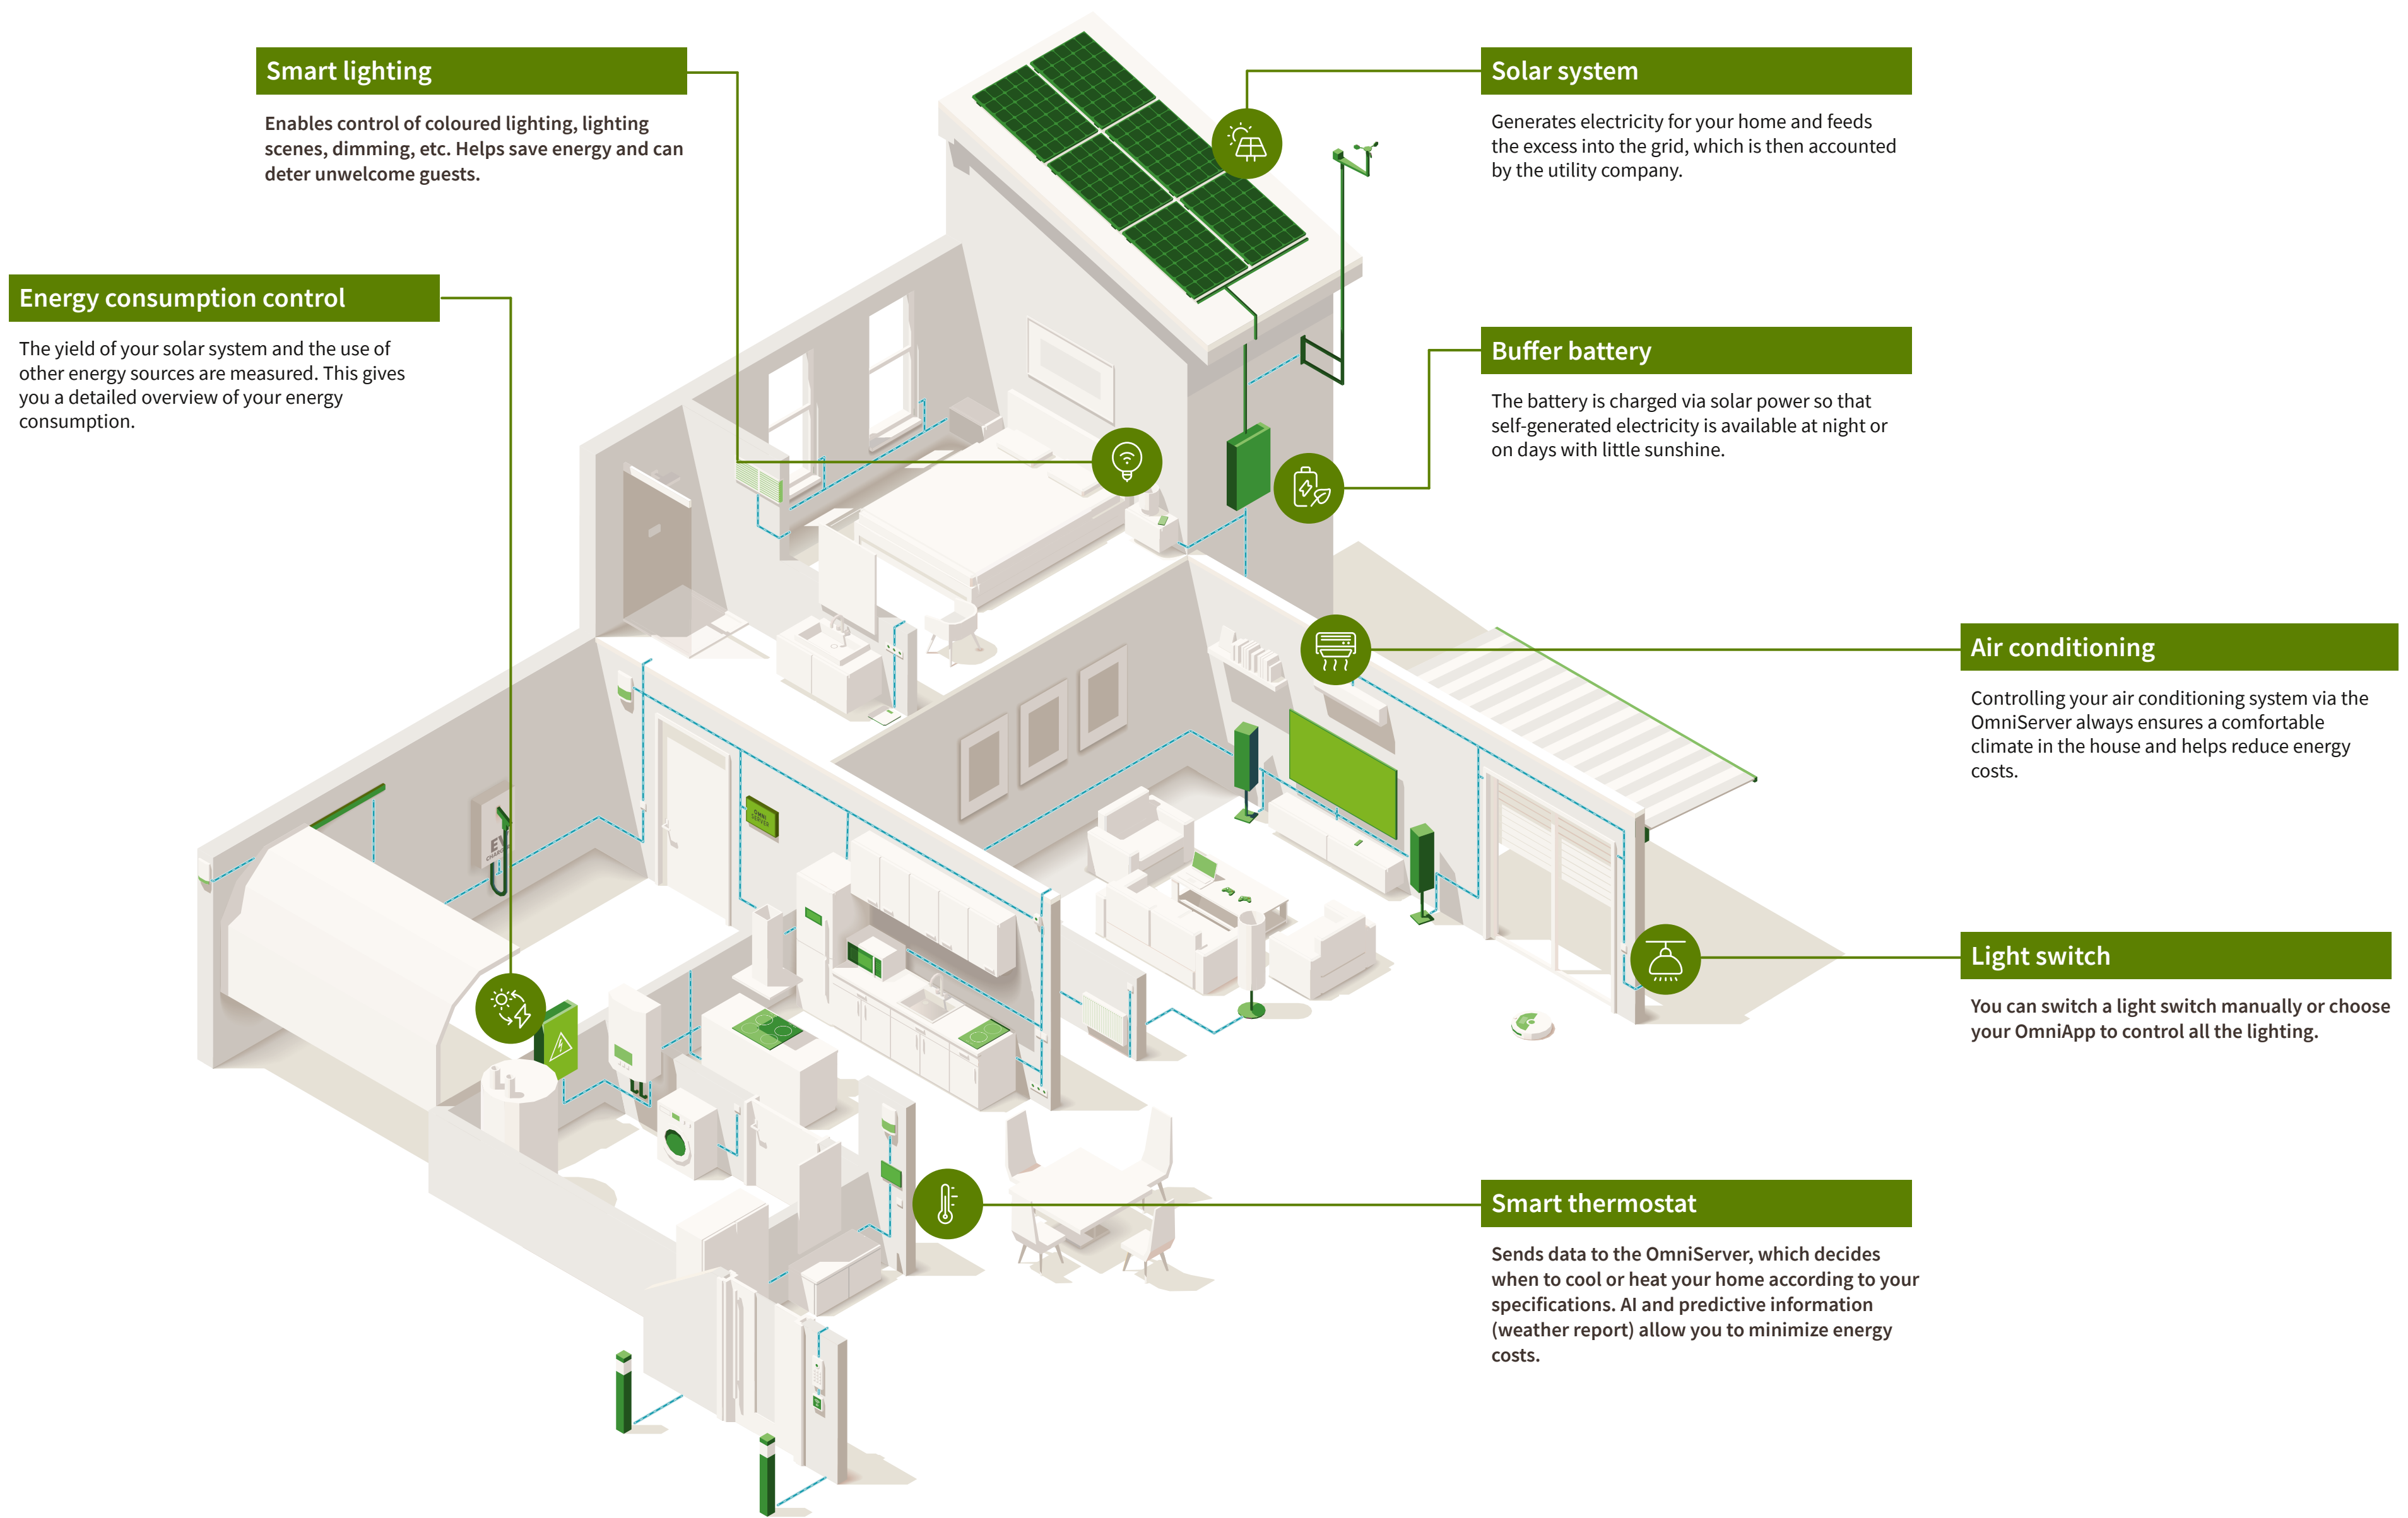 Smart lighting
Enables control of coloured lighting, lighting
scenes, dimming, etc. Helps save energy and can
deter unwelcome guests.
Solar system
Generates electricity for your home and feeds
the excess into the grid, which is then accounted
by the utility company.
Energy consumption control
The yield of your solar system and the use of
other energy sources are measured. This gives
you a detailed overview of your energy
consumption.
Buffer battery
The battery is charged via solar power so that
self-generated electricity is available at night or
on days with little sunshine.
Air conditioning
Controlling your air conditioning system via the
OmniServer always ensures a comfortable
climate in the house and helps reduce energy
costs.
OMNI
SERVER
EV
Light switch
You can switch a light switch manually or choose
your OmniApp to control all the lighting.
Smart thermostat
Sends data to the OmniServer, which decides
when to cool or heat your home according to your
specifications. AI and predictive information
(weather report) allow you to minimize energy
costs.